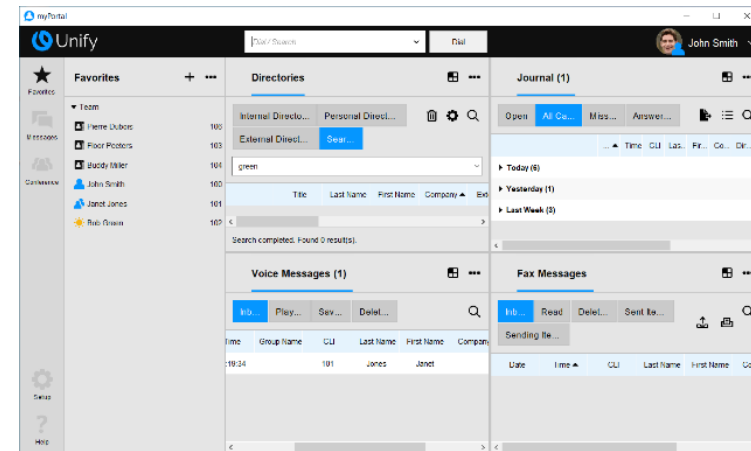 myPortal
Unify
Dial / Search
Dial
John Smith
Favorites
Messages
Conference
Setup
Help
Favorites
Team
Pierre Dubois 106
Floor Peeters 103
Buddy Miller 104
John Smith 100
Janet Jones 101
Bob Green 102
Directories
Internal Directo... Personal Direct...
External Direct... Sear...
green
Title Last Name First Name Company Ext
Search completed. Found 0 result(s).
Journal (1)
Open All Ca... Miss... Answer...
... Time CLI Las.. Fir... Co... Dir...
Today (6)
Yesterday (1)
Last Week (3)
Voice Messages (1)
Inb... Play... Sav... Delet...
Time Group Name CLI Last Name First Name Company
:19:34 101 Jones Janet
Fax Messages
Inb... Read Delet... Sent Ite...
Sending Ite...
Date Time CLI Last Name First Name Co